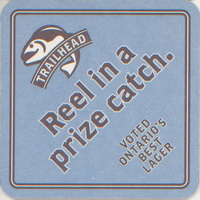 TRAILHEAD
Reel in a
prize catch.
VOTED
ONTARIO'S
BEST
LAGER